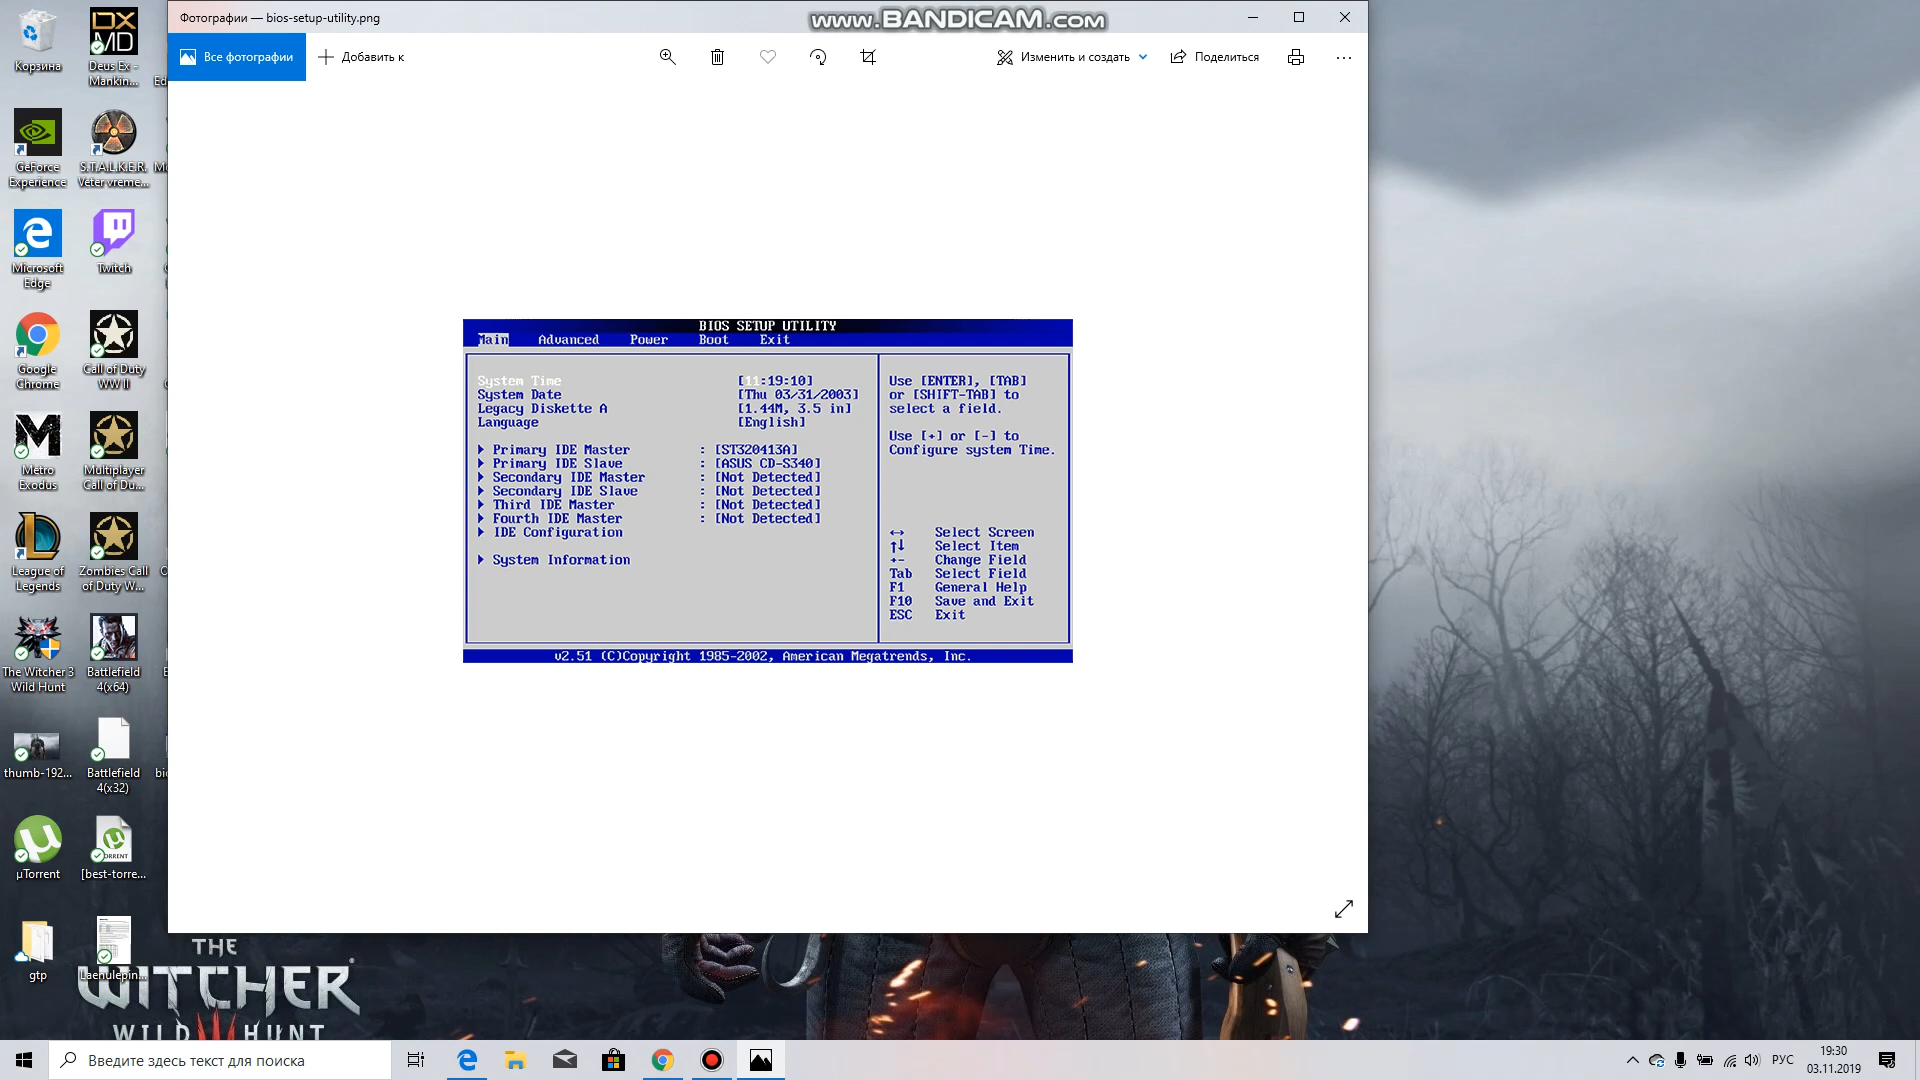 Фотографии — bios-setup-utility.png
www.BANDICAM.com
Все фотографии
Добавить к
Изменить и создать
Поделиться
Корзина
Deus Ex - Mankin...
GeForce Experience
S.T.A.L.K.E.R. Veter vreme...
Microsoft Edge
Twitch
Google Chrome
Call of Duty WW II
Metro Exodus
Multiplayer Call of Du...
League of Legends
Zombies Call of Duty W...
The Witcher 3 Wild Hunt
Battlefield 4(x64)
thumb-192...
Battlefield 4(x32)
µTorrent
[best-torre...
gtp
BIOS SETUP UTILITY
Main Advanced Power Boot Exit
System Time [11:19:10]
System Date [Thu 03/31/2003]
Legacy Diskette A [1.44M, 3.5 in]
Language [English]
Primary IDE Master : [ST320413A]
Primary IDE Slave : [ASUS CD-S340]
Secondary IDE Master : [Not Detected]
Secondary IDE Slave : [Not Detected]
Third IDE Master : [Not Detected]
Fourth IDE Master : [Not Detected]
IDE Configuration
System Information
Use [ENTER], [TAB]
or [SHIFT-TAB] to
select a field.
Use [+] or [-] to
Configure system Time.
↔ Select Screen
↑↓ Select Item
+- Change Field
Tab Select Field
F1 General Help
F10 Save and Exit
ESC Exit
v2.51 (C)Copyright 1985-2002, American Megatrends, Inc.
THE
WITCHER
WILD HUNT
Введите здесь текст для поиска
РУС
19:30
03.11.2019